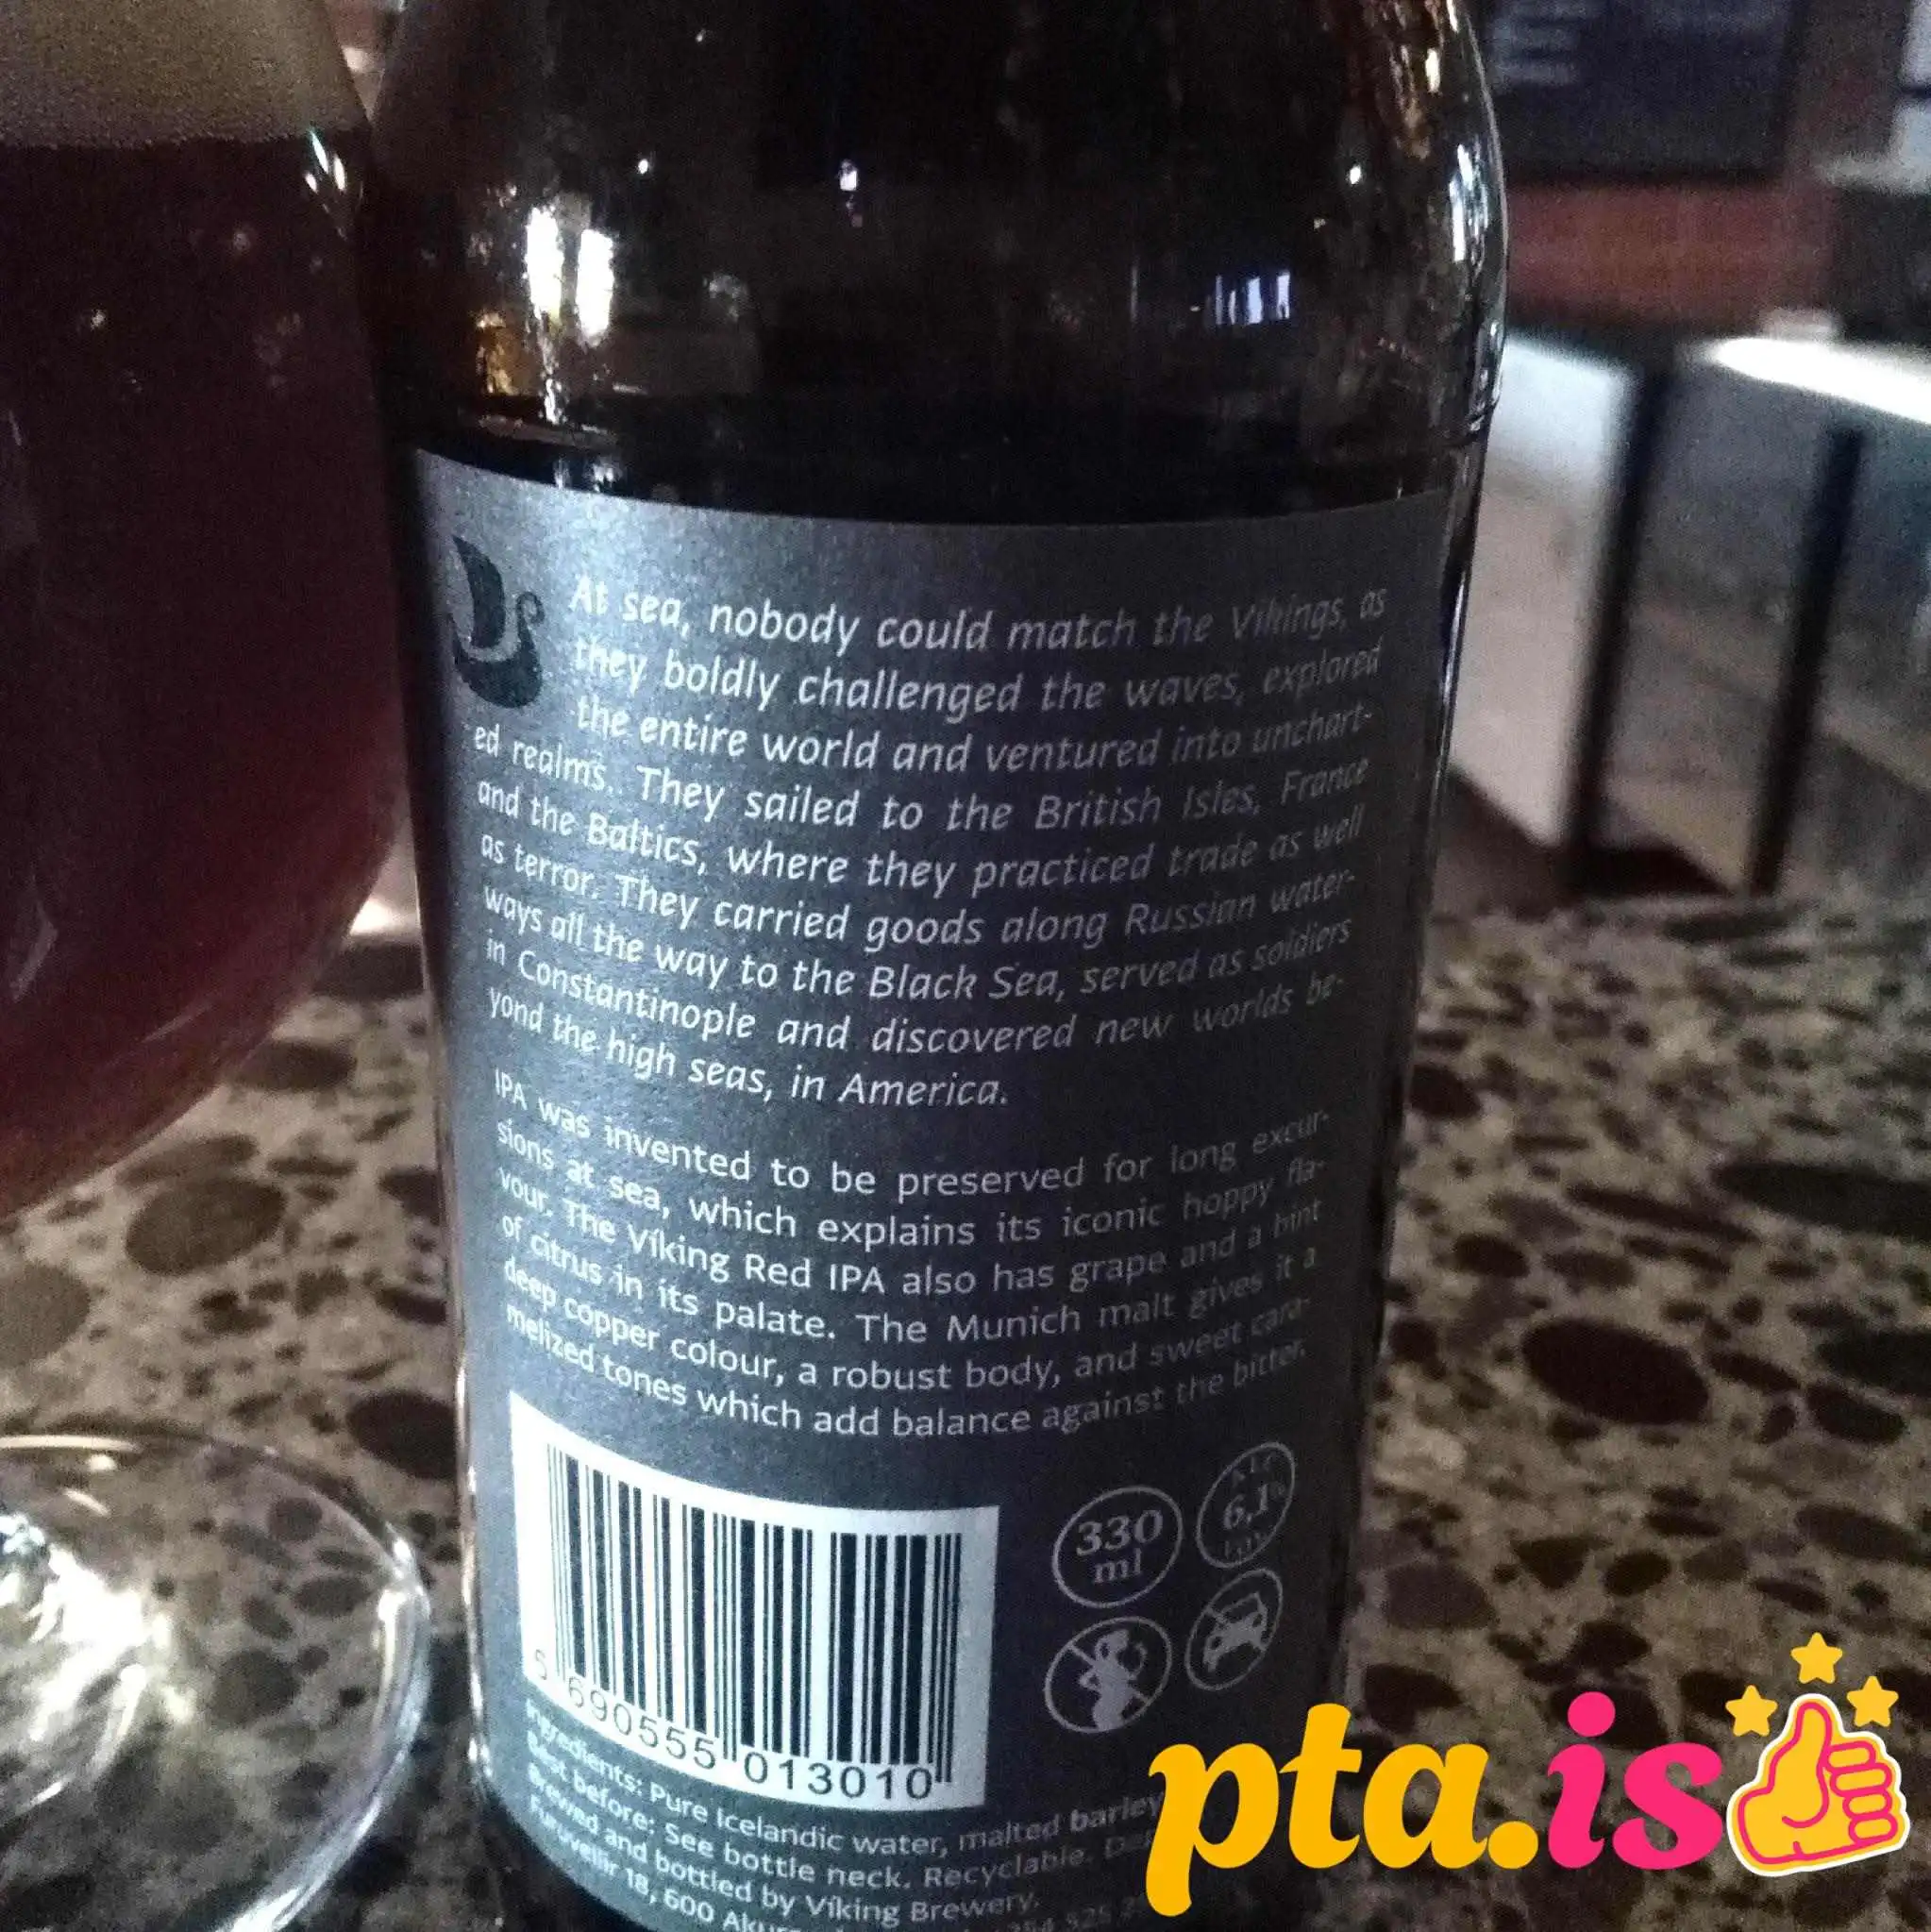 At sea, nobody could match the Vikings, as
they boldly challenged the waves, explored
the entire world and ventured into unchart-
ed realms. They sailed to the British Isles, France
and the Baltics, where they practiced trade as well
as terror. They carried goods along Russian water-
ways all the way to the Black Sea, served as soldiers
in Constantinople and discovered new worlds be-
yond the high seas, in America.
IPA was invented to be preserved for long excur-
sions at sea, which explains its iconic hoppy fla-
vour. The Víking Red IPA also has grape and a hint
of citrus in its palate. The Munich malt gives it a
deep copper colour, a robust body, and sweet cara-
melized tones which add balance against the bitter.
330
ml
6,1%
5 690555 013010
Ingredients: Pure Icelandic water, malted barley
Best before: See bottle neck. Recyclable.
Brewed and bottled by Víking Brewery.
Furuvellir 18, 600
pta.is